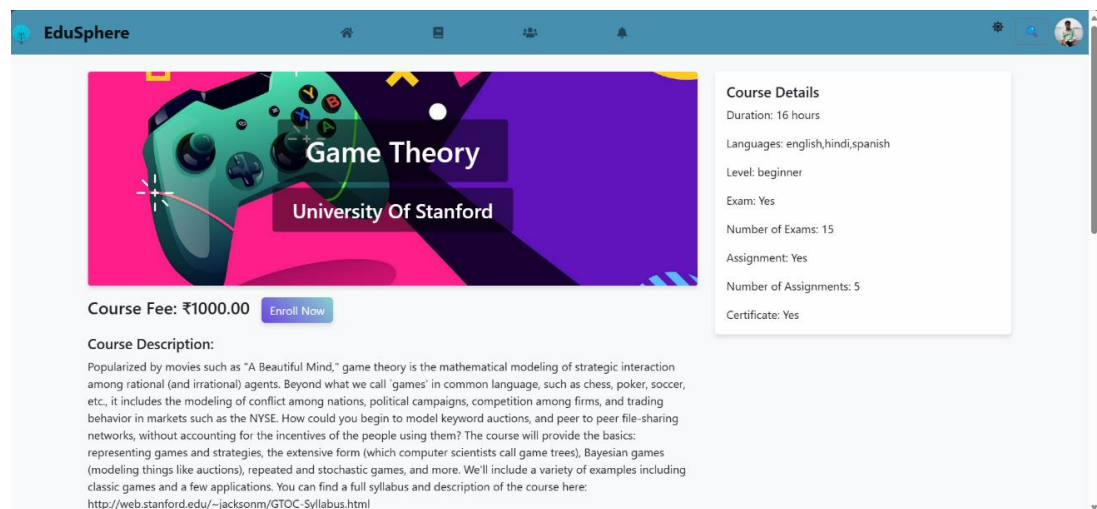 EduSphere
Game Theory
University Of Stanford
Course Fee: ₹1000.00 Enroll Now
Course Description:
Popularized by movies such as "A Beautiful Mind," game theory is the mathematical modeling of strategic interaction
among rational (and irrational) agents. Beyond what we call `games' in common language, such as chess, poker, soccer,
etc., it includes the modeling of conflict among nations, political campaigns, competition among firms, and trading
behavior in markets such as the NYSE. How could you begin to model keyword auctions, and peer to peer file-sharing
networks, without accounting for the incentives of the people using them? The course will provide the basics:
representing games and strategies, the extensive form (which computer scientists call game trees), Bayesian games
(modeling things like auctions), repeated and stochastic games, and more. We'll include a variety of examples including
classic games and a few applications. You can find a full syllabus and description of the course here:
http://web.stanford.edu/~jacksonm/GTOC-Syllabus.html
Course Details
Duration: 16 hours
Languages: english,hindi,spanish
Level: beginner
Exam: Yes
Number of Exams: 15
Assignment: Yes
Number of Assignments: 5
Certificate: Yes
Y
B
X
A